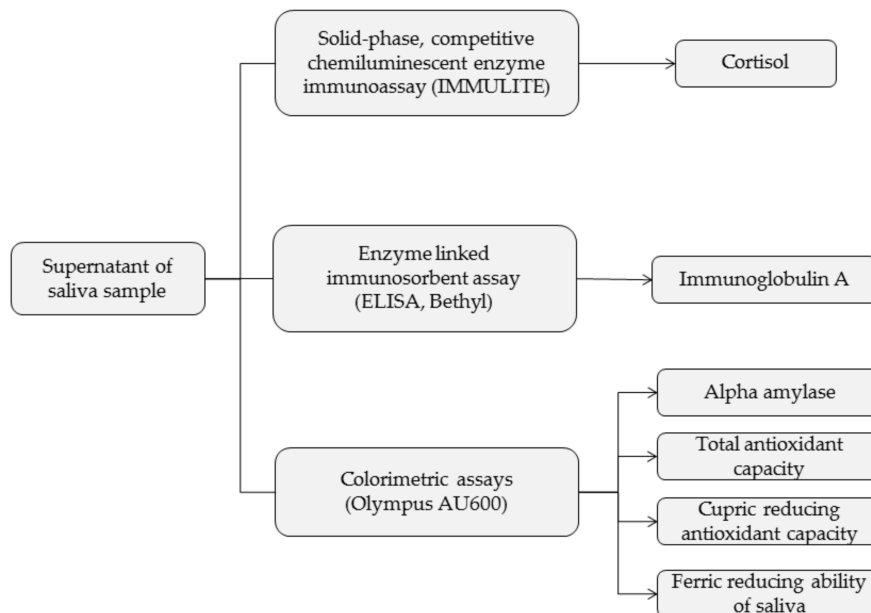 Solid-phase, competitive
chemiluminescent enzyme
immunoassay (IMMULITE)
Cortisol
Supernatant of
saliva sample
Enzyme linked
immunosorbent assay
(ELISA, Bethyl)
Immunoglobulin A
Colorimetric assays
(Olympus AU600)
Alpha amylase
Total antioxidant
capacity
Cupric reducing
antioxidant capacity
Ferric reducing ability
of saliva